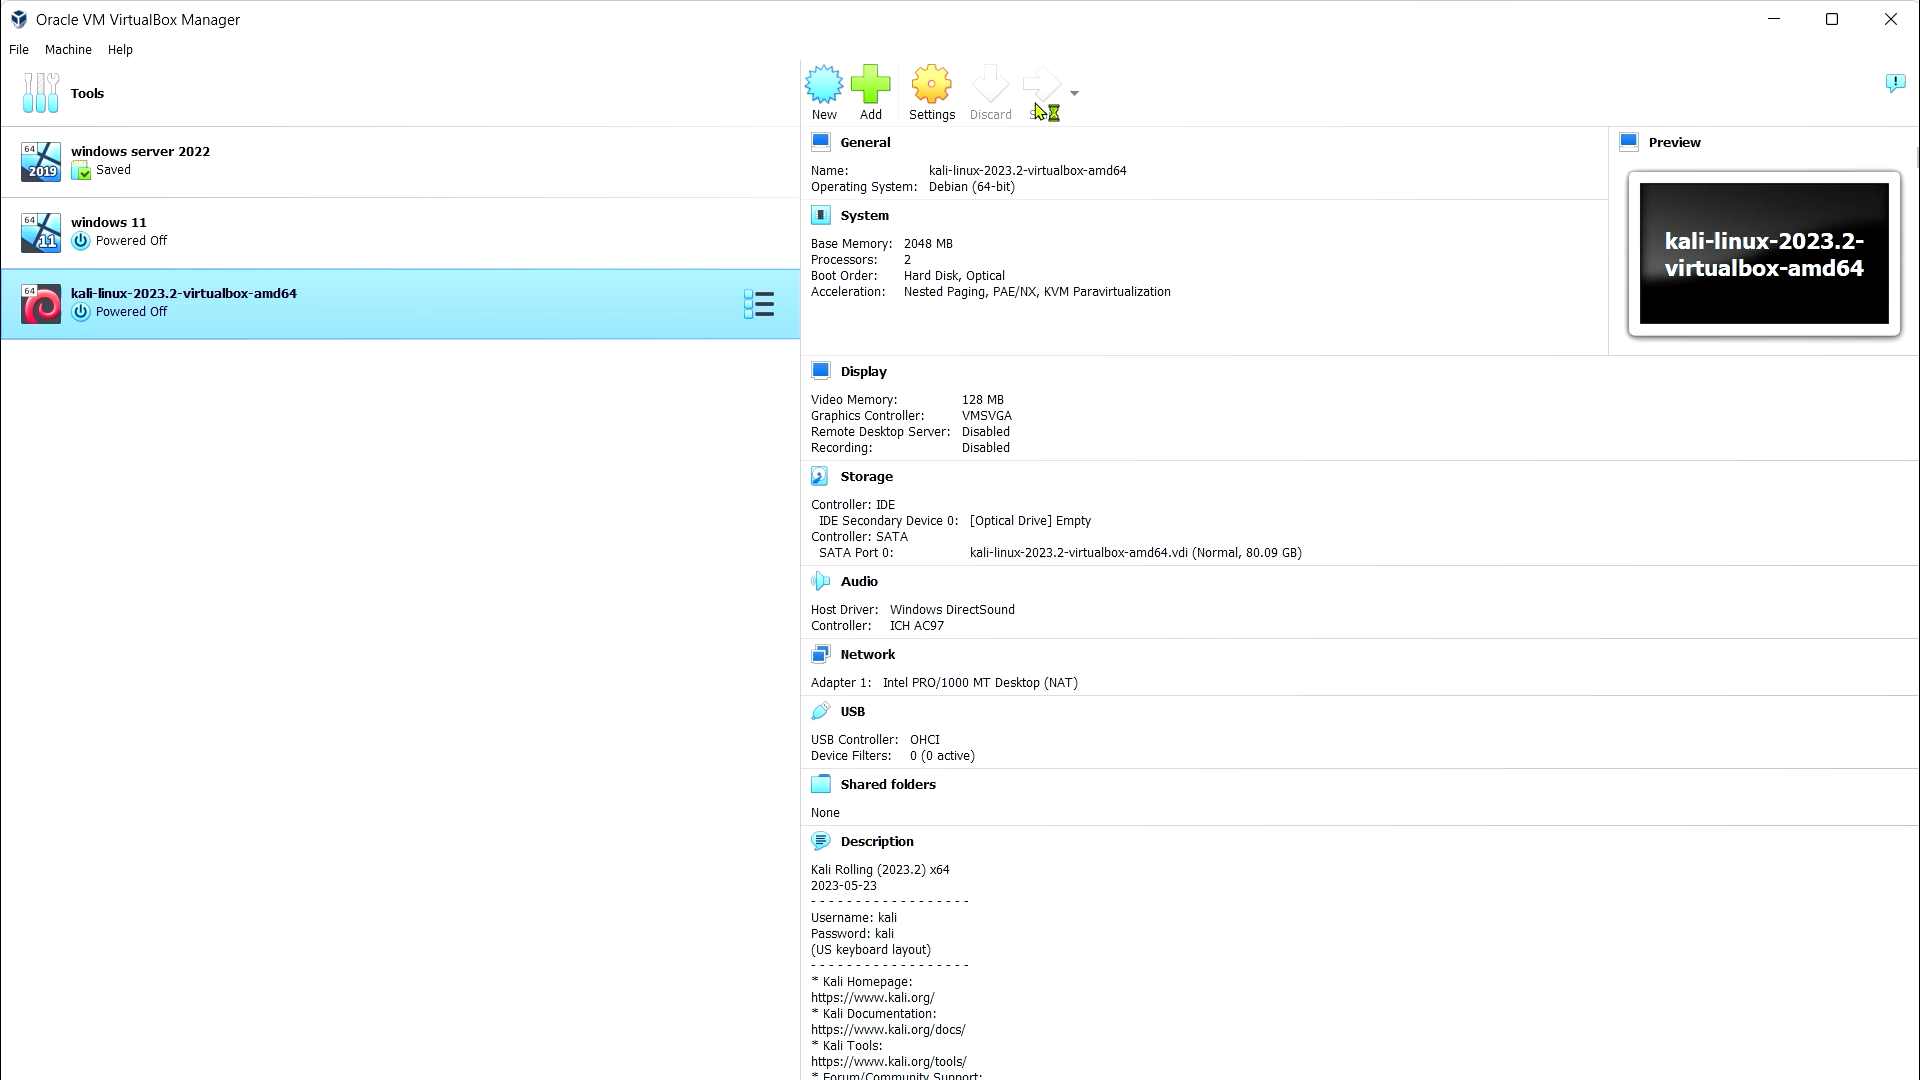 Oracle VM VirtualBox Manager
File Machine Help
Tools
New Add Settings Discard
64 2019 windows server 2022
Saved
64 11 windows 11
Powered Off
64 kali-linux-2023.2-virtualbox-amd64
Powered Off
General
Name: kali-linux-2023.2-virtualbox-amd64
Operating System: Debian (64-bit)
System
Base Memory: 2048 MB
Processors: 2
Boot Order: Hard Disk, Optical
Acceleration: Nested Paging, PAE/NX, KVM Paravirtualization
Preview
kali-linux-2023.2-
virtualbox-amd64
Display
Video Memory: 128 MB
Graphics Controller: VMSVGA
Remote Desktop Server: Disabled
Recording: Disabled
Storage
Controller: IDE
IDE Secondary Device 0: [Optical Drive] Empty
Controller: SATA
SATA Port 0: kali-linux-2023.2-virtualbox-amd64.vdi (Normal, 80.09 GB)
Audio
Host Driver: Windows DirectSound
Controller: ICH AC97
Network
Adapter 1: Intel PRO/1000 MT Desktop (NAT)
USB
USB Controller: OHCI
Device Filters: 0 (0 active)
Shared folders
None
Description
Kali Rolling (2023.2) x64
2023-05-23
- - - - - - - - - - - - - - - - - -
Username: kali
Password: kali
(US keyboard layout)
- - - - - - - - - - - - - - - - - -
* Kali Homepage:
https://www.kali.org/
* Kali Documentation:
https://www.kali.org/docs/
* Kali Tools:
https://www.kali.org/tools/
* Forum/Community Support: